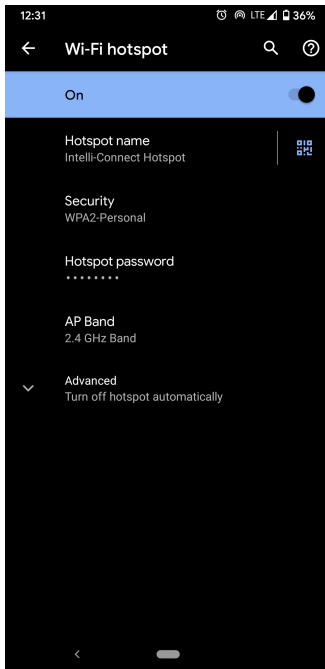 12:31 LTE 36%
Wi-Fi hotspot
On
Hotspot name
Intelli-Connect Hotspot
Security
WPA2-Personal
Hotspot password
••••••••
AP Band
2.4 GHz Band
Advanced
Turn off hotspot automatically